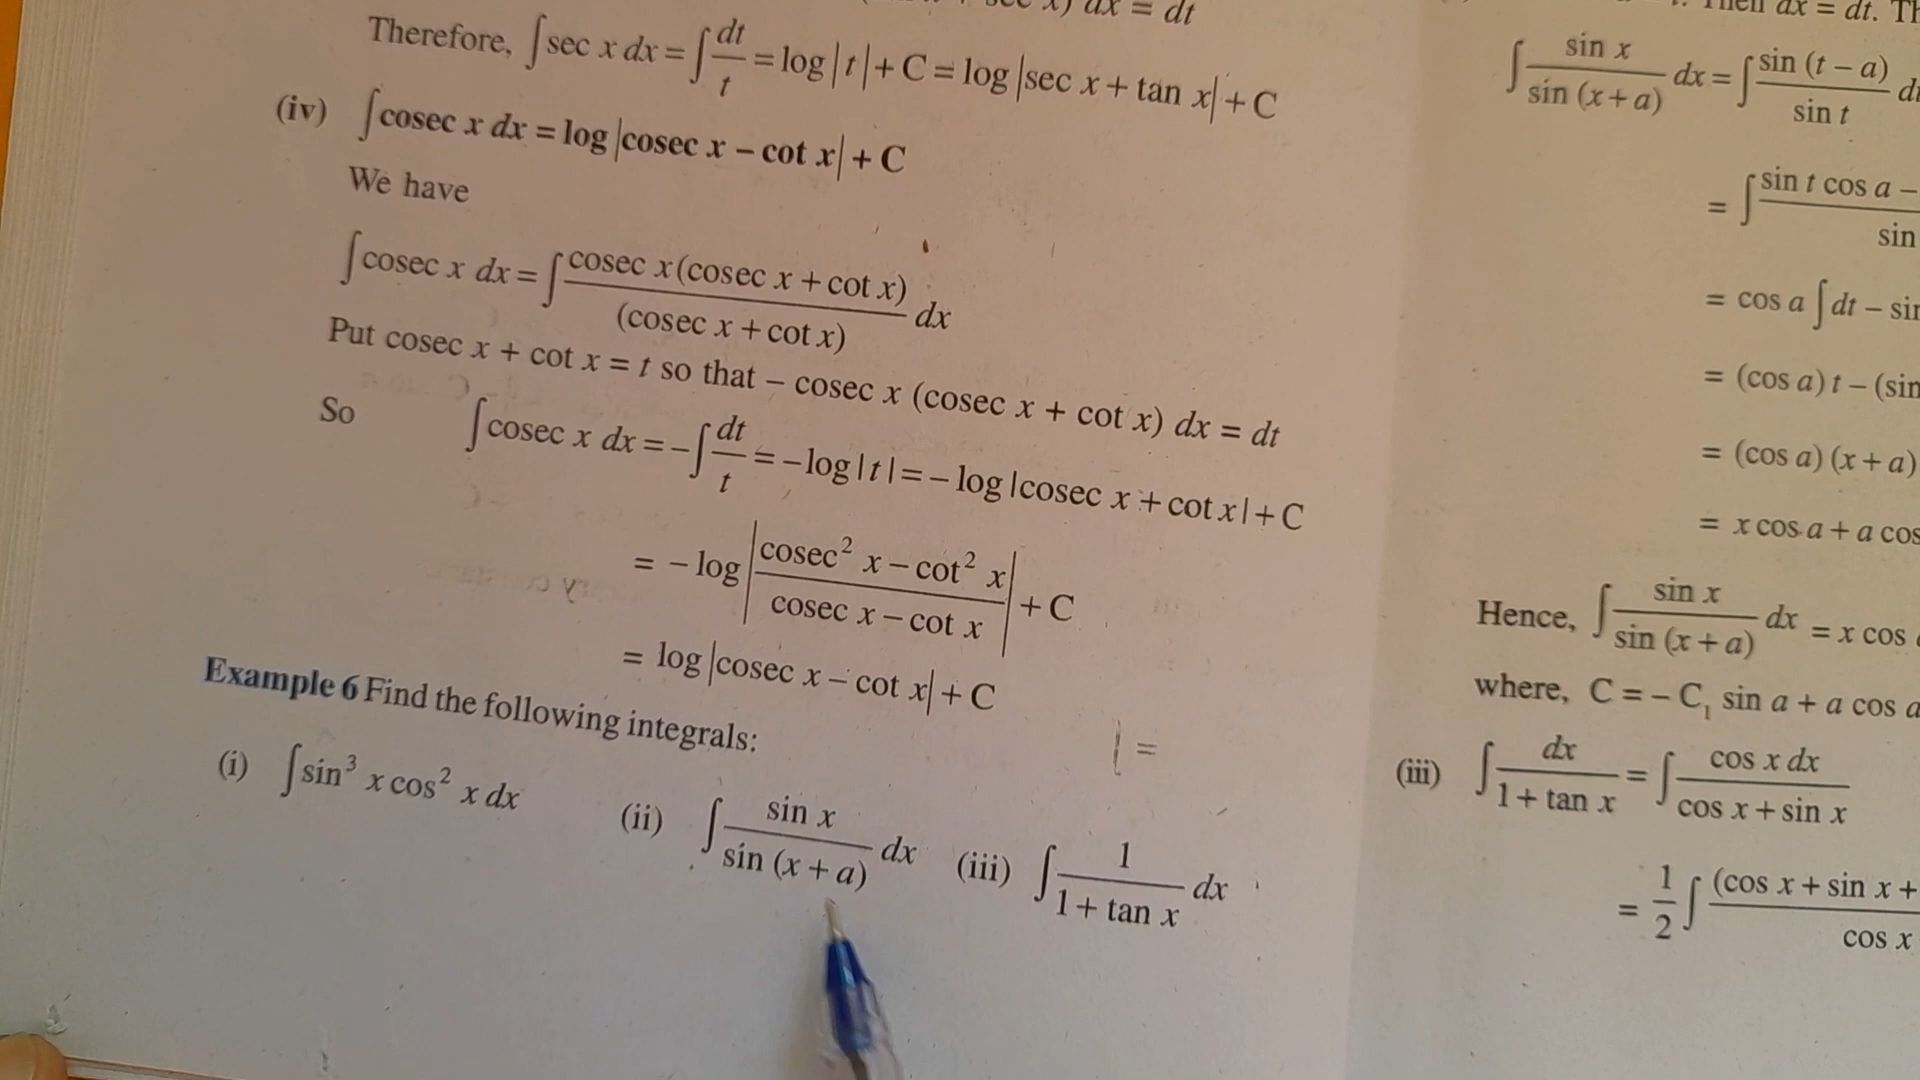 x) dx = dt
Therefore, ∫sec x dx = ∫dt/t = log|t| + C = log|sec x + tan x| + C
(iv) ∫cosec x dx = log|cosec x – cot x| + C
We have
∫cosec x dx = ∫cosec x(cosec x + cot x)/(cosec x + cot x) dx
Put cosec x + cot x = t so that – cosec x (cosec x + cot x) dx = dt
So ∫cosec x dx = –∫dt/t = –log|t| = – log|cosec x + cot x| + C
= – log|cosec² x – cot² x/cosec x – cot x| + C
= log|cosec x – cot x| + C
Example 6 Find the following integrals:
(i) ∫sin³ x cos² x dx (ii) ∫sin x/sin (x + a) dx (iii) ∫1/1 + tan x dx
dx = dt.
∫sin x/sin (x + a) dx = ∫sin (t – a)/sin t
= ∫sin t cos a –/sin
= cos a ∫dt –
= (cos a) t –
= (cos a) (x + a)
= x cos a + a cos
Hence, ∫sin x/sin (x + a) dx = x cos
where, C = – C₁ sin a + a cos a
(iii) ∫dx/1 + tan x = ∫cos x dx/cos x + sin x
= 1/2 ∫(cos x + sin x +/cos x